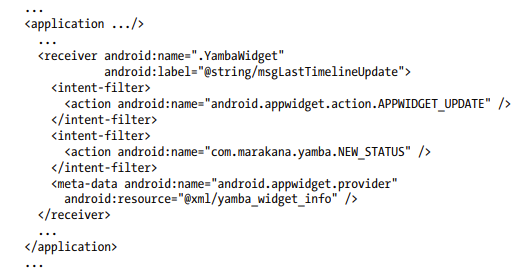 ...
<application .../>
  ...
  <receiver android:name=".YambaWidget"
            android:label="@string/msgLastTimelineUpdate">
    <intent-filter>
      <action android:name="android.appwidget.action.APPWIDGET_UPDATE" />
    </intent-filter>
    <intent-filter>
      <action android:name="com.marakana.yamba.NEW_STATUS" />
    </intent-filter>
    <meta-data android:name="android.appwidget.provider"
      android:resource="@xml/yamba_widget_info" />
  </receiver>
  ...
</application>
...